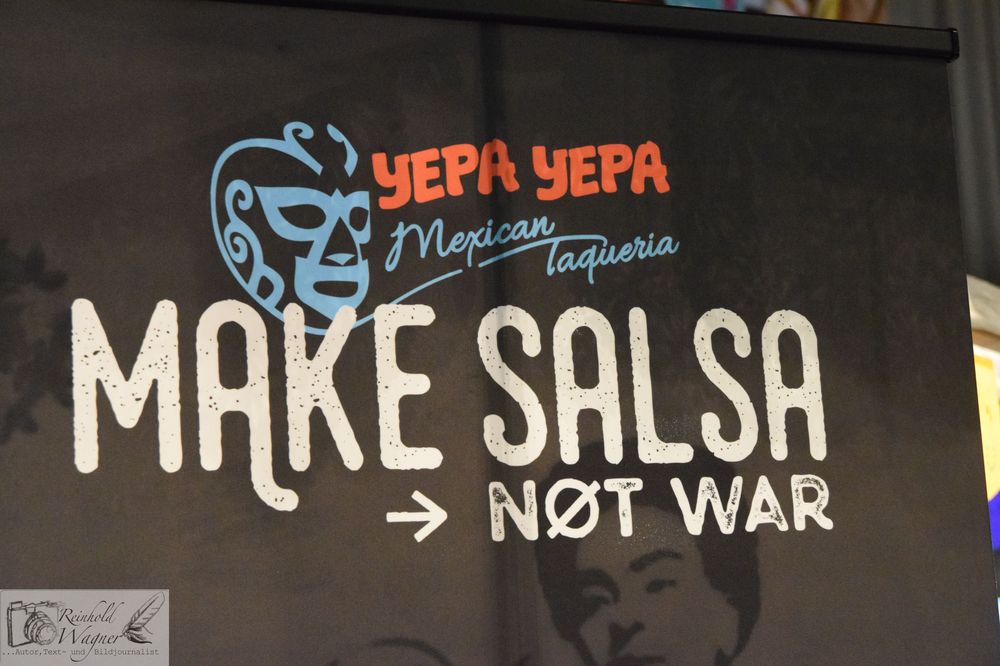 YEPA YEPA
Mexican Taqueria
MAKE SALSA
→ NØT WAR
Reinhold
Wagner
...Autor,Text- und Bildjournalist